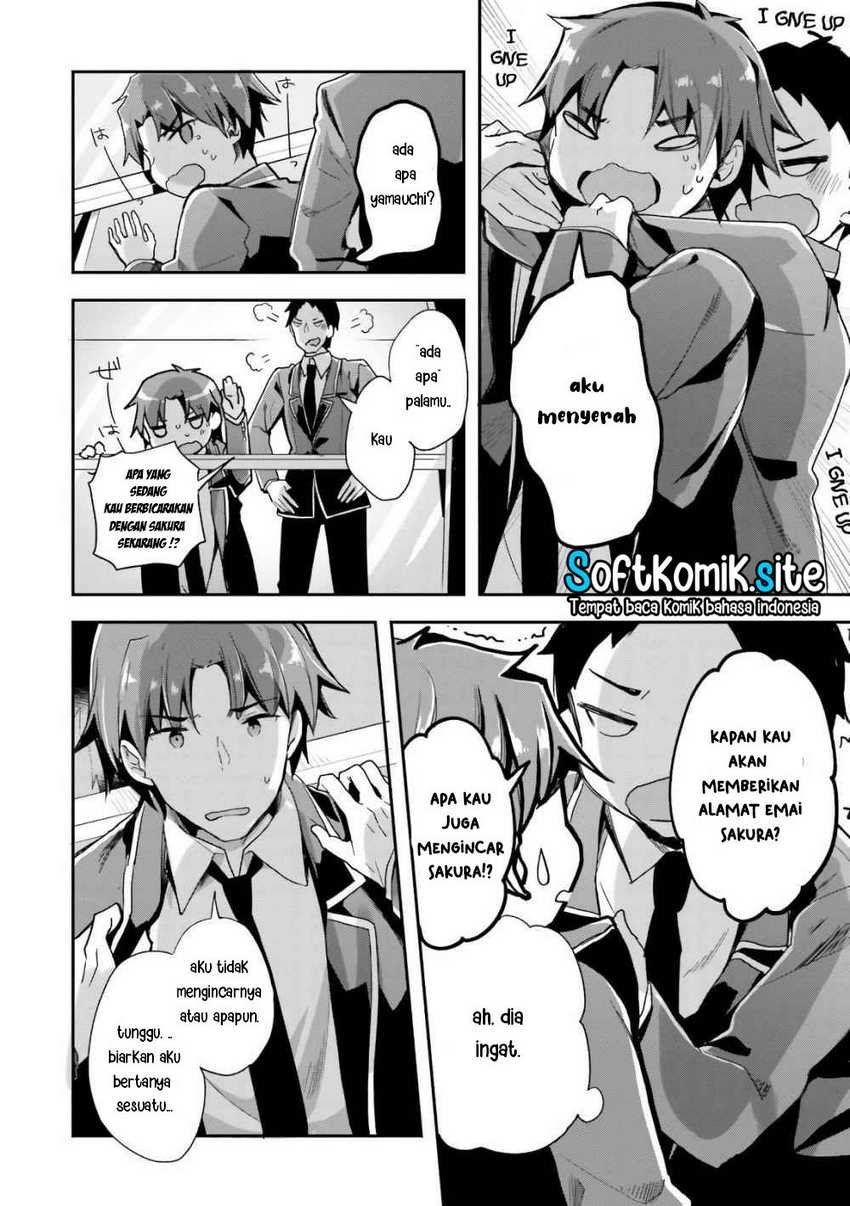 I GIVE UP
I
GIVE
UP
I
GIVE
UP
aku
menyerah
I
GIVE
UP
は
は
ada
apa
yamauchi?
"ada
apa"
palamu..
Kau
APA YANG
SEDANG
KAU BERBICARAKAN
DENGAN SAKURA
SEKARANG !?
SoftKomik.site
Tempat baca Komik bahasa indonesia
KAPAN KAU
AKAN
MEMBERIKAN
ALAMAT EMAI
SAKURA?
APA KAU
JUGA
MENGINCAR
SAKURA!?
ah, dia
ingat.
aku tidak
mengincarnya
atau apapun.
tunggu. ..
biarkan aku
bertanya
sesuatu...